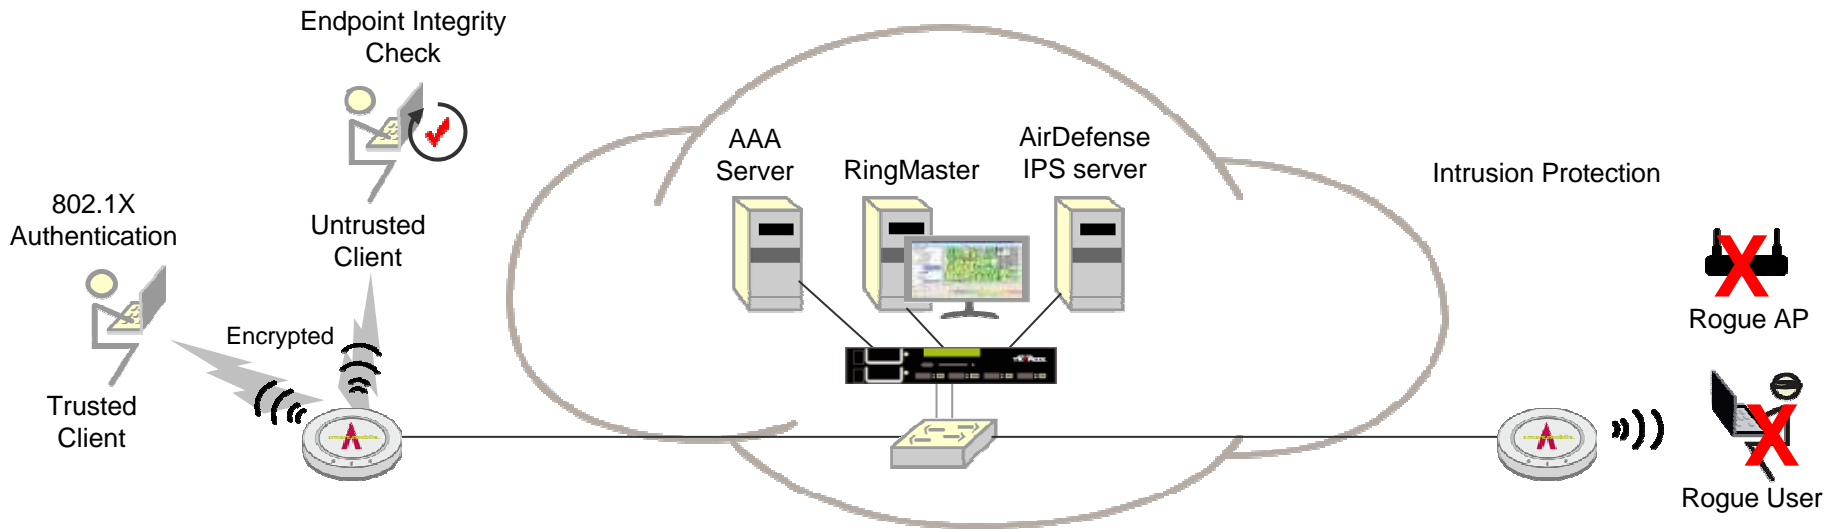 Endpoint Integrity
Check
802.1X
Authentication
Untrusted
Client
Encrypted
Trusted
Client
AAA
Server
RingMaster
AirDefense
IPS server
Intrusion Protection
Rogue AP
Rogue User